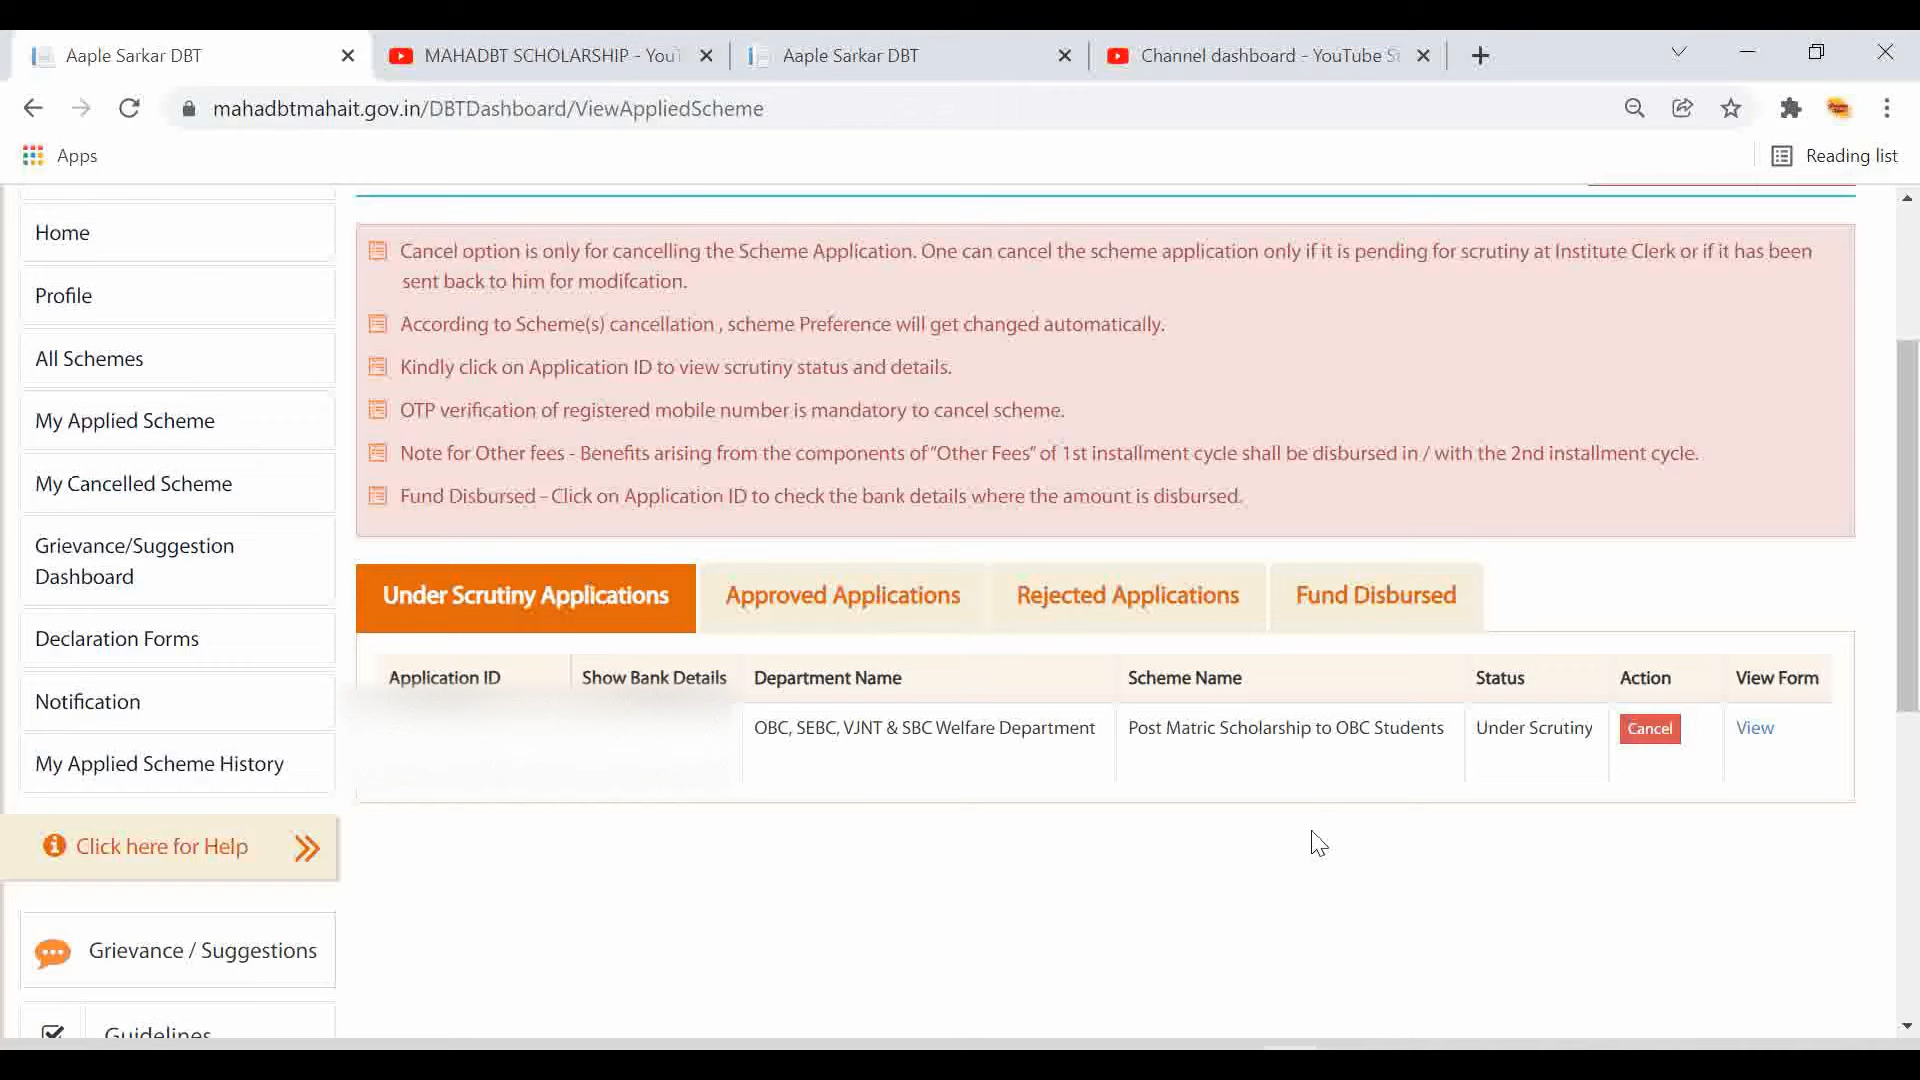 Aaple Sarkar DBT
MAHADBT SCHOLARSHIP - You
Aaple Sarkar DBT
Channel dashboard - YouTube S
mahadbtmahait.gov.in/DBTDashboard/ViewAppliedScheme
Apps
Reading list
Home
Profile
All Schemes
My Applied Scheme
My Cancelled Scheme
Grievance/Suggestion
Dashboard
Declaration Forms
Notification
My Applied Scheme History
Click here for Help
Grievance / Suggestions
Guidelines
Cancel option is only for cancelling the Scheme Application. One can cancel the scheme application only if it is pending for scrutiny at Institute Clerk or if it has been
sent back to him for modifcation.
According to Scheme(s) cancellation , scheme Preference will get changed automatically.
Kindly click on Application ID to view scrutiny status and details.
OTP verification of registered mobile number is mandatory to cancel scheme.
Note for Other fees - Benefits arising from the components of "Other Fees" of 1st installment cycle shall be disbursed in / with the 2nd installment cycle.
Fund Disbursed – Click on Application ID to check the bank details where the amount is disbursed.
Under Scrutiny Applications
Approved Applications
Rejected Applications
Fund Disbursed
Application ID
Show Bank Details
Department Name
Scheme Name
Status
Action
View Form
OBC, SEBC, VJNT & SBC Welfare Department
Post Matric Scholarship to OBC Students
Under Scrutiny
Cancel
View